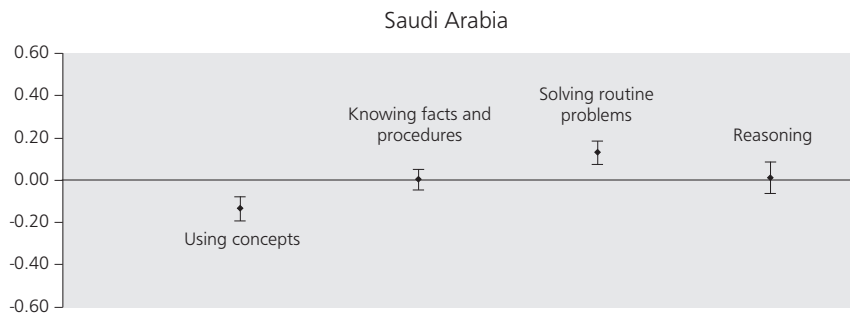 Saudi Arabia
0.60
0.40
0.20
0.00
-0.20
-0.40
-0.60
Using concepts
Knowing facts and
procedures
Solving routine
problems
Reasoning